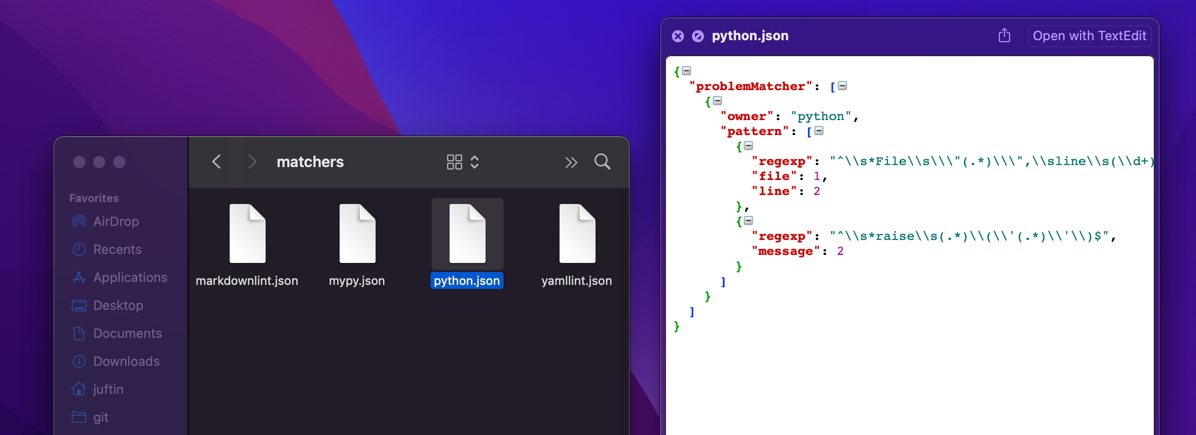 matchers
Favorites
AirDrop
Recents
Applications
Desktop
Documents
Downloads
juftin
git
markdownlint.json
mypy.json
python.json
yamllint.json
python.json
Open with TextEdit
{
"problemMatcher": [
{
"owner": "python",
"pattern": [
{
"regexp": "^\\s*File\\s\\\"(.*)\\\",\\sline\\s(\\d+)
"file": 1,
"line": 2
},
{
"regexp": "^\\s*raise\\s(.*)\\(\\'(.*)\\'\\)$",
"message": 2
}
]
}
]
}